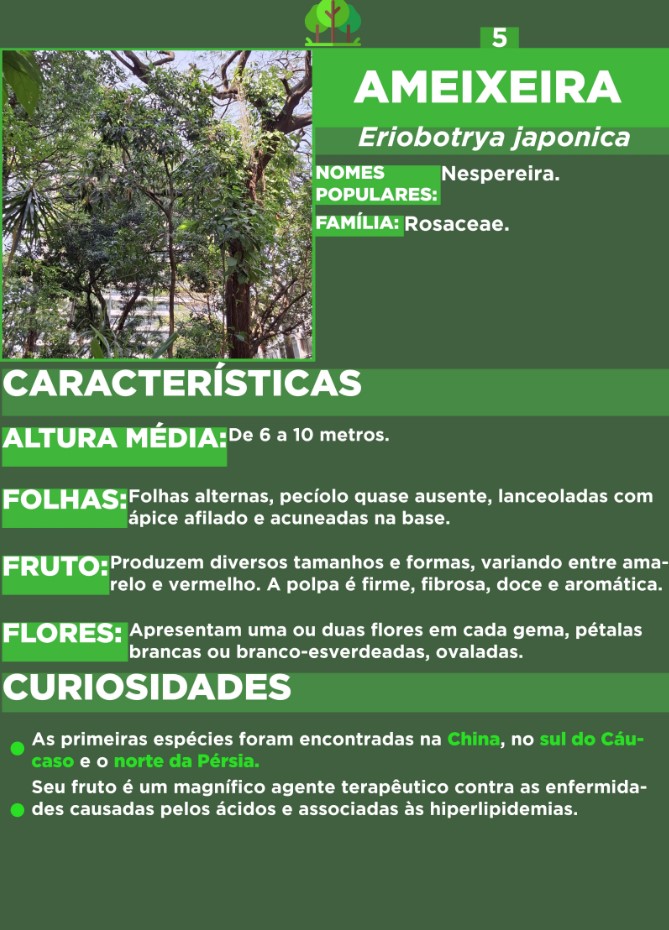 5
AMEIXEIRA
Eriobotrya japonica
NOMES POPULARES: Nespereira.
FAMÍLIA: Rosaceae.
CARACTERÍSTICAS
ALTURA MÉDIA: De 6 a 10 metros.
FOLHAS: Folhas alternas, pecíolo quase ausente, lanceoladas com
ápice afilado e acuneadas na base.
FRUTO: Produzem diversos tamanhos e formas, variando entre ama-
relo e vermelho. A polpa é firme, fibrosa, doce e aromática.
FLORES: Apresentam uma ou duas flores em cada gema, pétalas
brancas ou branco-esverdeadas, ovaladas.
CURIOSIDADES
As primeiras espécies foram encontradas na China, no sul do Cáu-
caso e o norte da Pérsia.
Seu fruto é um magnífico agente terapêutico contra as enfermida-
des causadas pelos ácidos e associadas às hiperlipidemias.